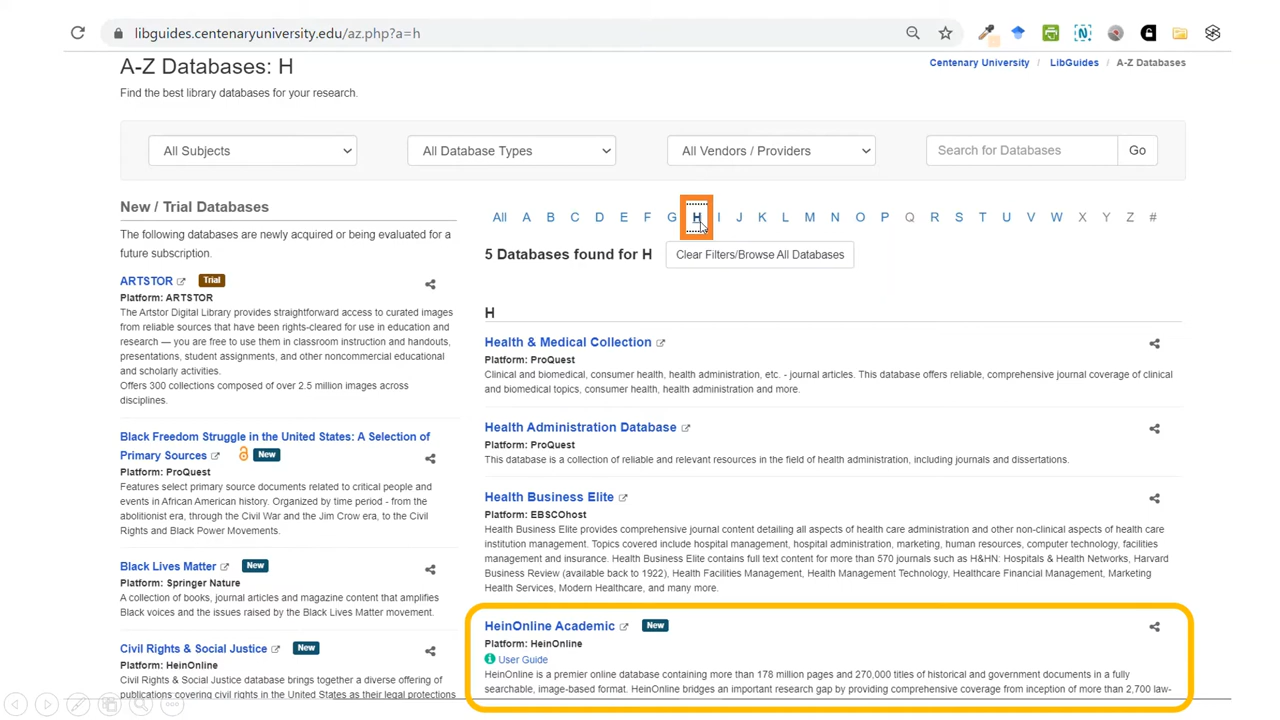 libguides.centenaryuniversity.edu/az.php?a=h
A-Z Databases: H
Centenary University / LibGuides / A-Z Databases
Find the best library databases for your research.
All Subjects
All Database Types
All Vendors / Providers
Search for Databases
Go
New / Trial Databases
The following databases are newly acquired or being evaluated for a
future subscription.
ARTSTOR Trial
Platform: ARTSTOR
The Artstor Digital Library provides straightforward access to curated images
from reliable sources that have been rights-cleared for use in education and
research — you are free to use them in classroom instruction and handouts,
presentations, student assignments, and other noncommercial educational
and scholarly activities.
Offers 300 collections composed of over 2.5 million images across
disciplines.
Black Freedom Struggle in the United States: A Selection of
Primary Sources New
Platform: ProQuest
Features select primary source documents related to critical people and
events in African American history. Organized by time period - from the
abolitionist era, through the Civil War and the Jim Crow era, to the Civil
Rights and Black Power Movements.
Black Lives Matter New
Platform: Springer Nature
A collection of books, journal articles and magazine content that amplifies
Black voices and the issues raised by the Black Lives Matter movement.
Civil Rights & Social Justice New
Platform: HeinOnline
Civil Rights & Social Justice database brings together a diverse offering of
publications covering civil rights in the United States as their legal protections
All A B C D E F G H I J K L M N O P Q R S T U V W X Y Z #
5 Databases found for H
Clear Filters/Browse All Databases
H
Health & Medical Collection
Platform: ProQuest
Clinical and biomedical, consumer health, health administration, etc. - journal articles. This database offers reliable, comprehensive journal coverage of clinical
and biomedical topics, consumer health, health administration and more.
Health Administration Database
Platform: ProQuest
This database is a collection of reliable and relevant resources in the field of health administration, including journals and dissertations.
Health Business Elite
Platform: EBSCOhost
Health Business Elite provides comprehensive journal content detailing all aspects of health care administration and other non-clinical aspects of health care
institution management. Topics covered include hospital management, hospital administration, marketing, human resources, computer technology, facilities
management and insurance. Health Business Elite contains full text content for more than 570 journals such as H&HN: Hospitals & Health Networks, Harvard
Business Review (available back to 1922), Health Facilities Management, Health Management Technology, Healthcare Financial Management, Marketing
Health Services, Modern Healthcare, and many more.
HeinOnline Academic New
Platform: HeinOnline
User Guide
HeinOnline is a premier online database containing more than 178 million pages and 270,000 titles of historical and government documents in a fully
searchable, image-based format. HeinOnline bridges an important research gap by providing comprehensive coverage from inception of more than 2,700 law-